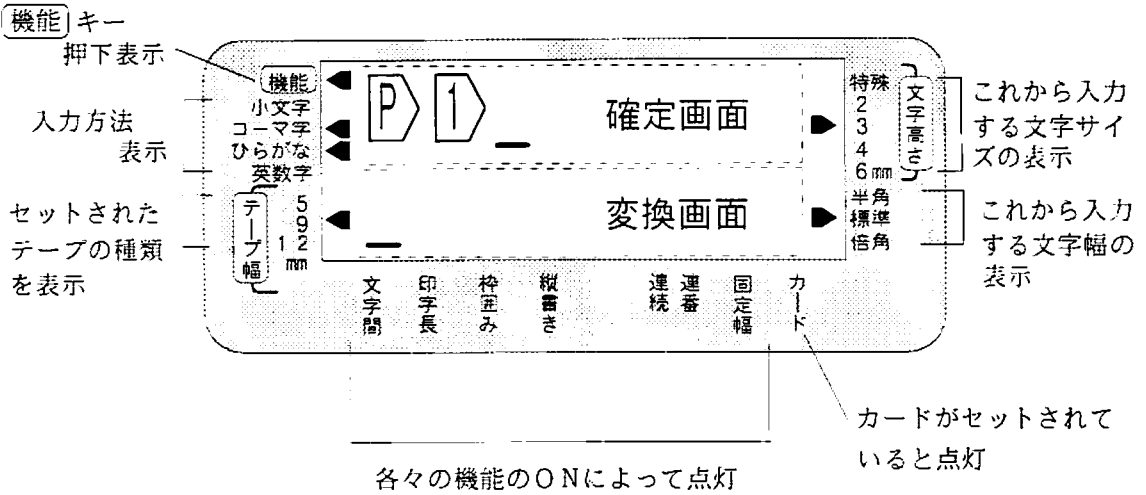 機能キー
押下表示
入力方法
表示
セットされた
テープの種類
を表示
機能
小文字
ローマ字
ひらがな
英数字
テープ幅
5
9
12
mm
P 1
確定画面
変換画面
特殊
2
3
4
6mm
文字高さ
半角
標準
倍角
これから入力
する文字サイ
ズの表示
これから入力
する文字幅の
表示
文字間
印字長
枠囲み
縦書き
連続
連番
固定幅
カード
カードがセットされて
いると点灯
各々の機能のONによって点灯